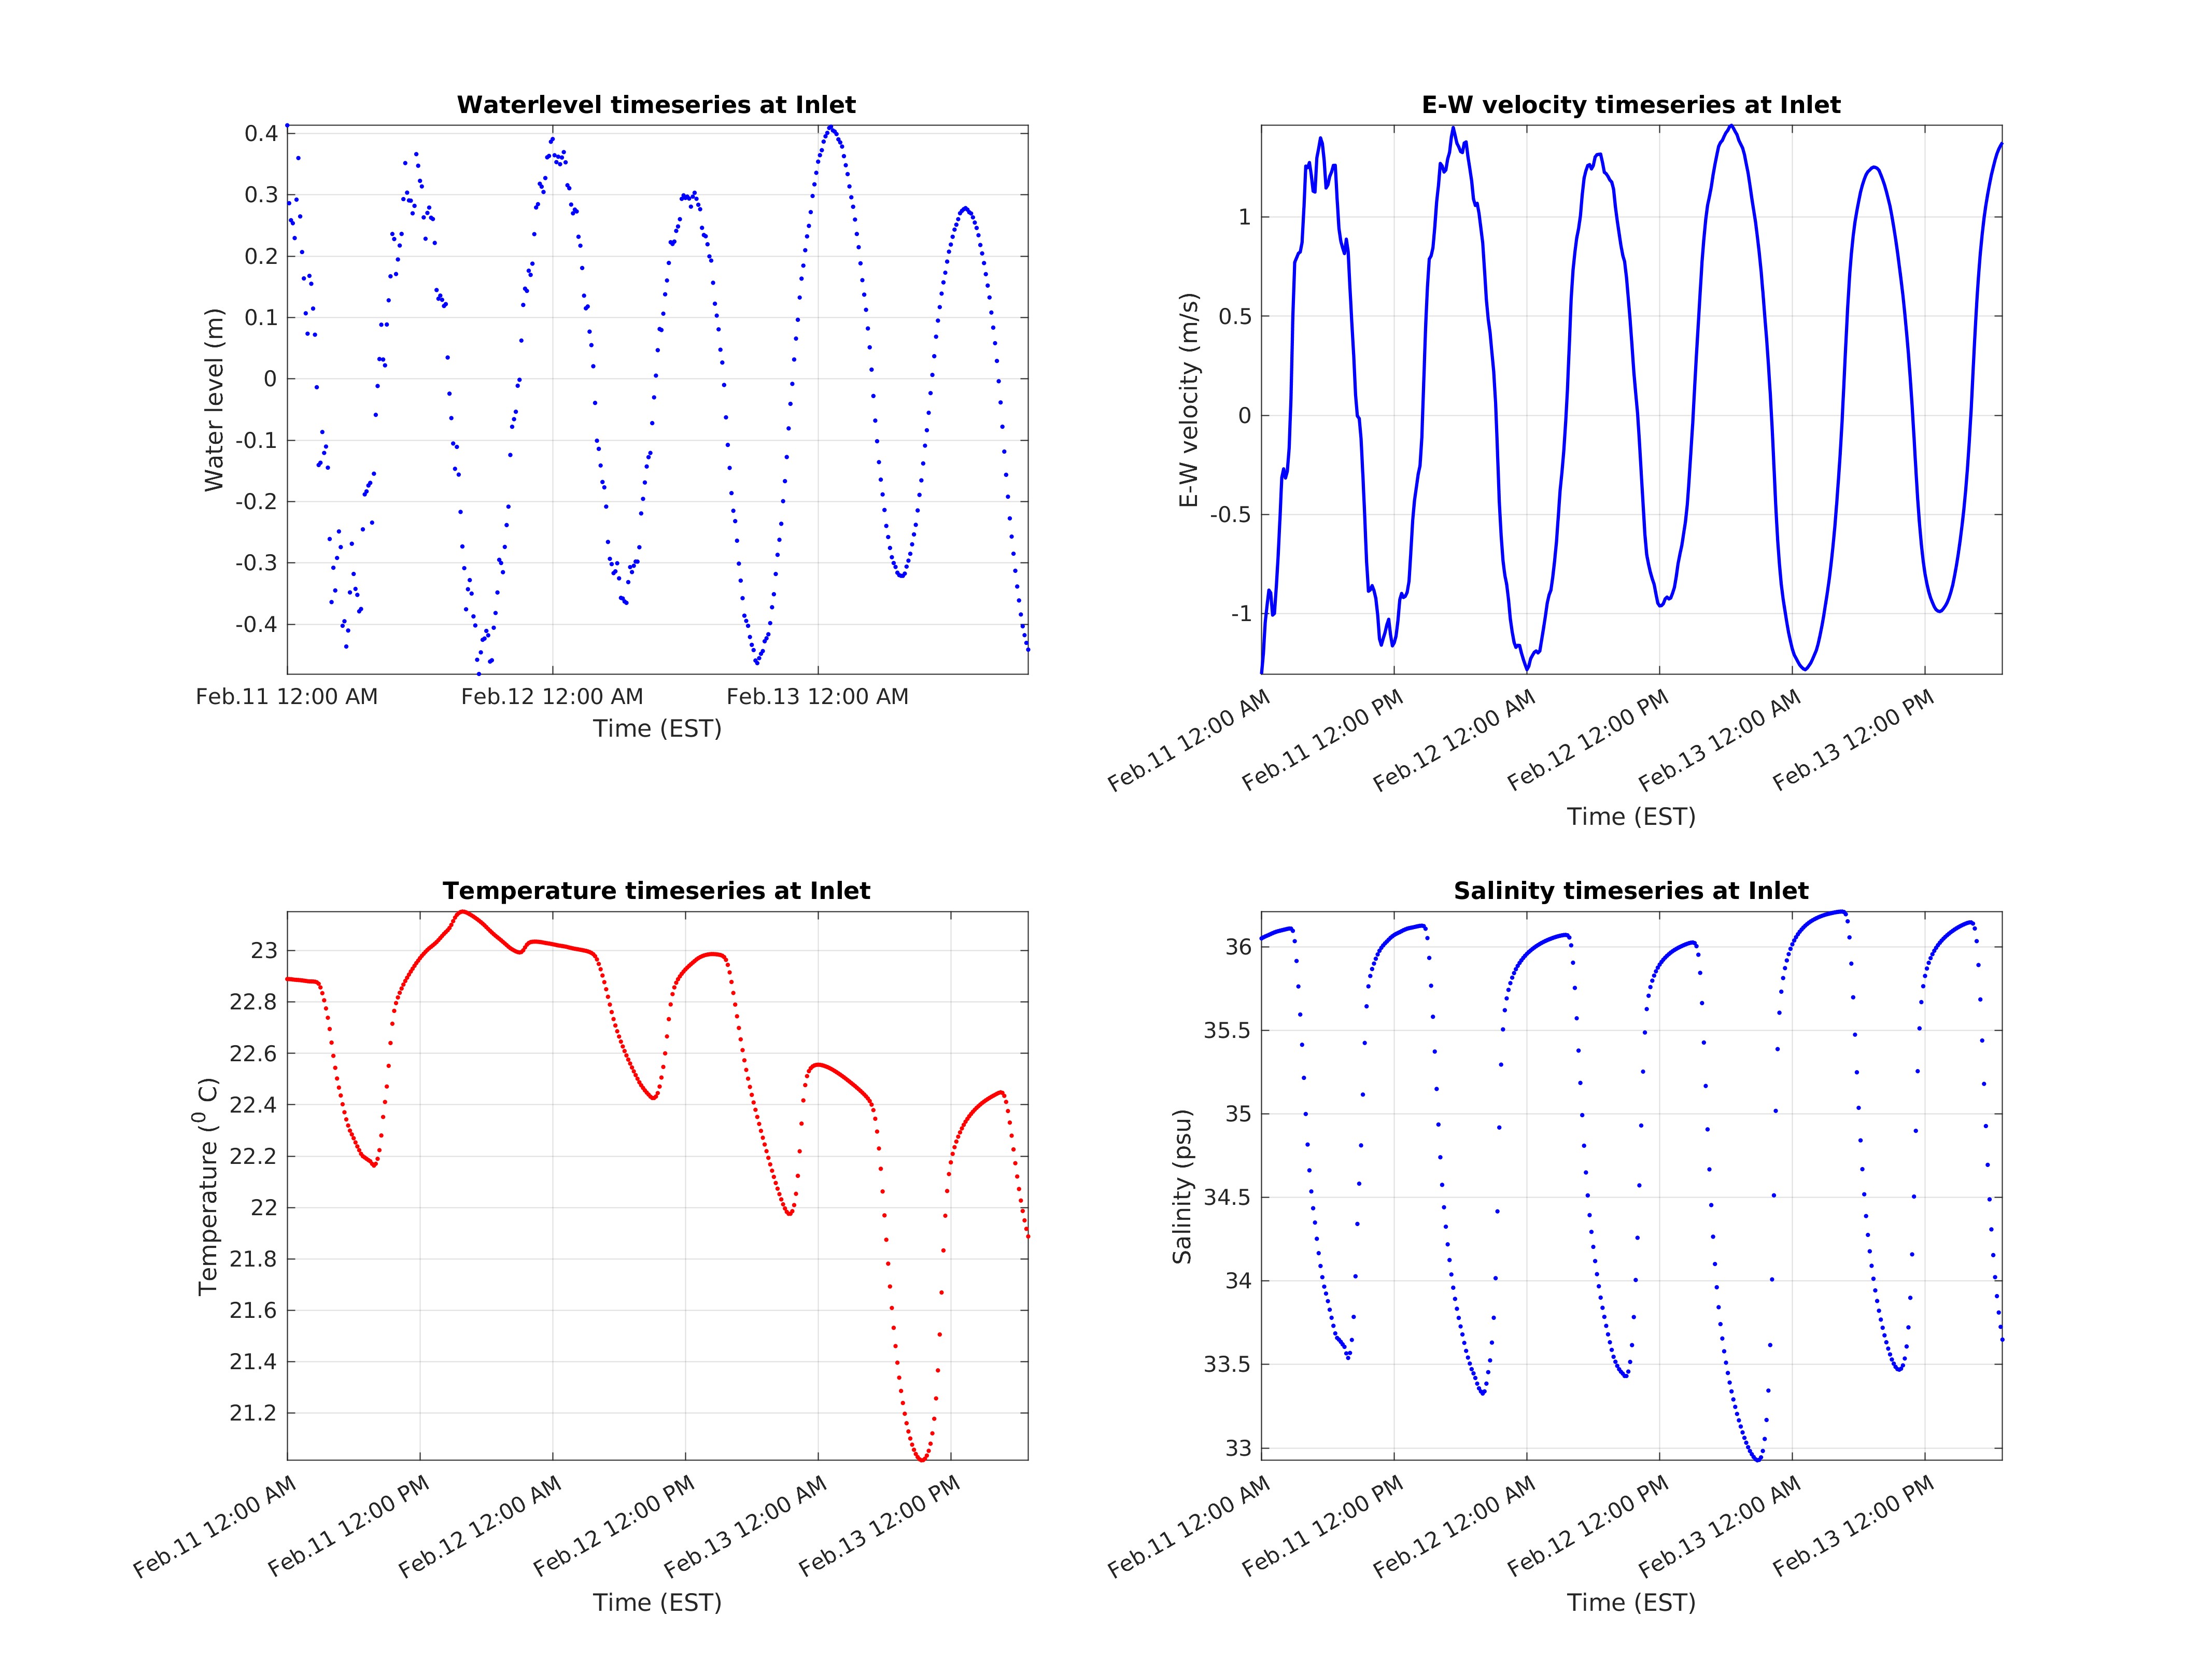 Waterlevel timeseries at Inlet
0.4
0.3
0.2
0.1
0
-0.1
-0.2
-0.3
-0.4
Water level (m)
Feb.11 12:00 AM
Feb.12 12:00 AM
Feb.13 12:00 AM
Time (EST)
E-W velocity timeseries at Inlet
1
0.5
0
-0.5
-1
E-W velocity (m/s)
Feb.11 12:00 AM
Feb.11 12:00 PM
Feb.12 12:00 AM
Feb.12 12:00 PM
Feb.13 12:00 AM
Feb.13 12:00 PM
Time (EST)
Temperature timeseries at Inlet
23
22.8
22.6
22.4
22.2
22
21.8
21.6
21.4
21.2
Temperature (⁰ C)
Feb.11 12:00 AM
Feb.11 12:00 PM
Feb.12 12:00 AM
Feb.12 12:00 PM
Feb.13 12:00 AM
Feb.13 12:00 PM
Time (EST)
Salinity timeseries at Inlet
36
35.5
35
34.5
34
33.5
33
Salinity (psu)
Feb.11 12:00 AM
Feb.11 12:00 PM
Feb.12 12:00 AM
Feb.12 12:00 PM
Feb.13 12:00 AM
Feb.13 12:00 PM
Time (EST)